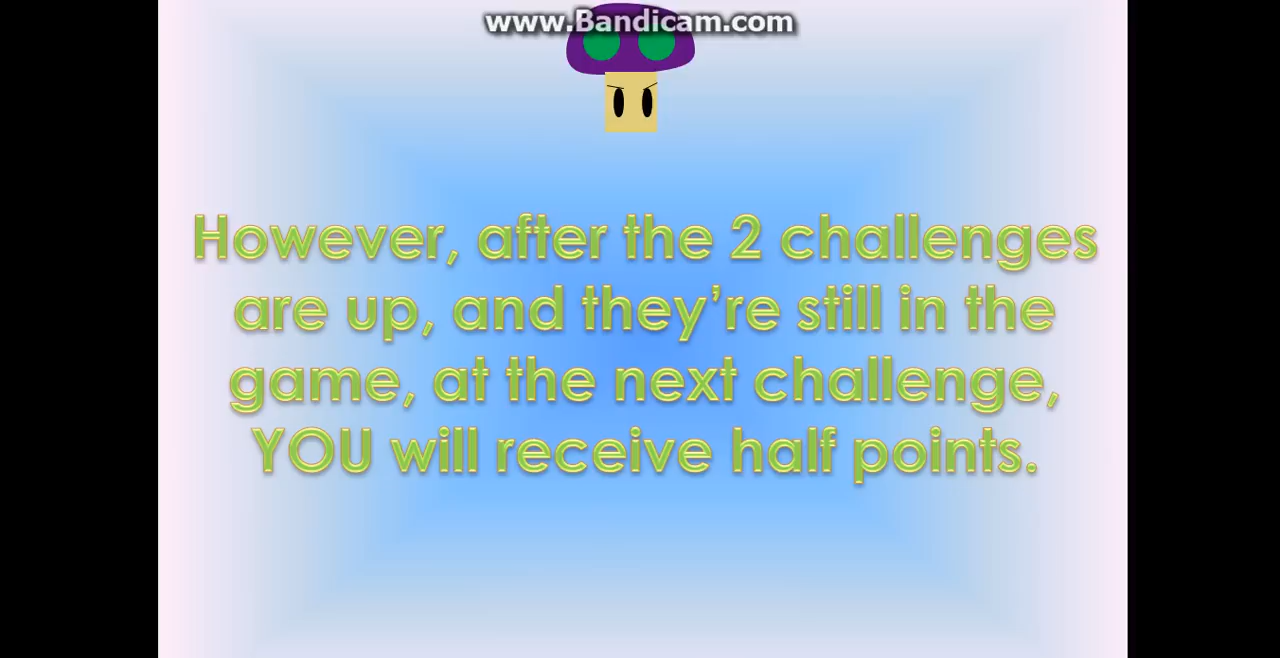 www.Bandicam.com
However, after the 2 challenges
are up, and they’re still in the
game, at the next challenge,
YOU will receive half points.